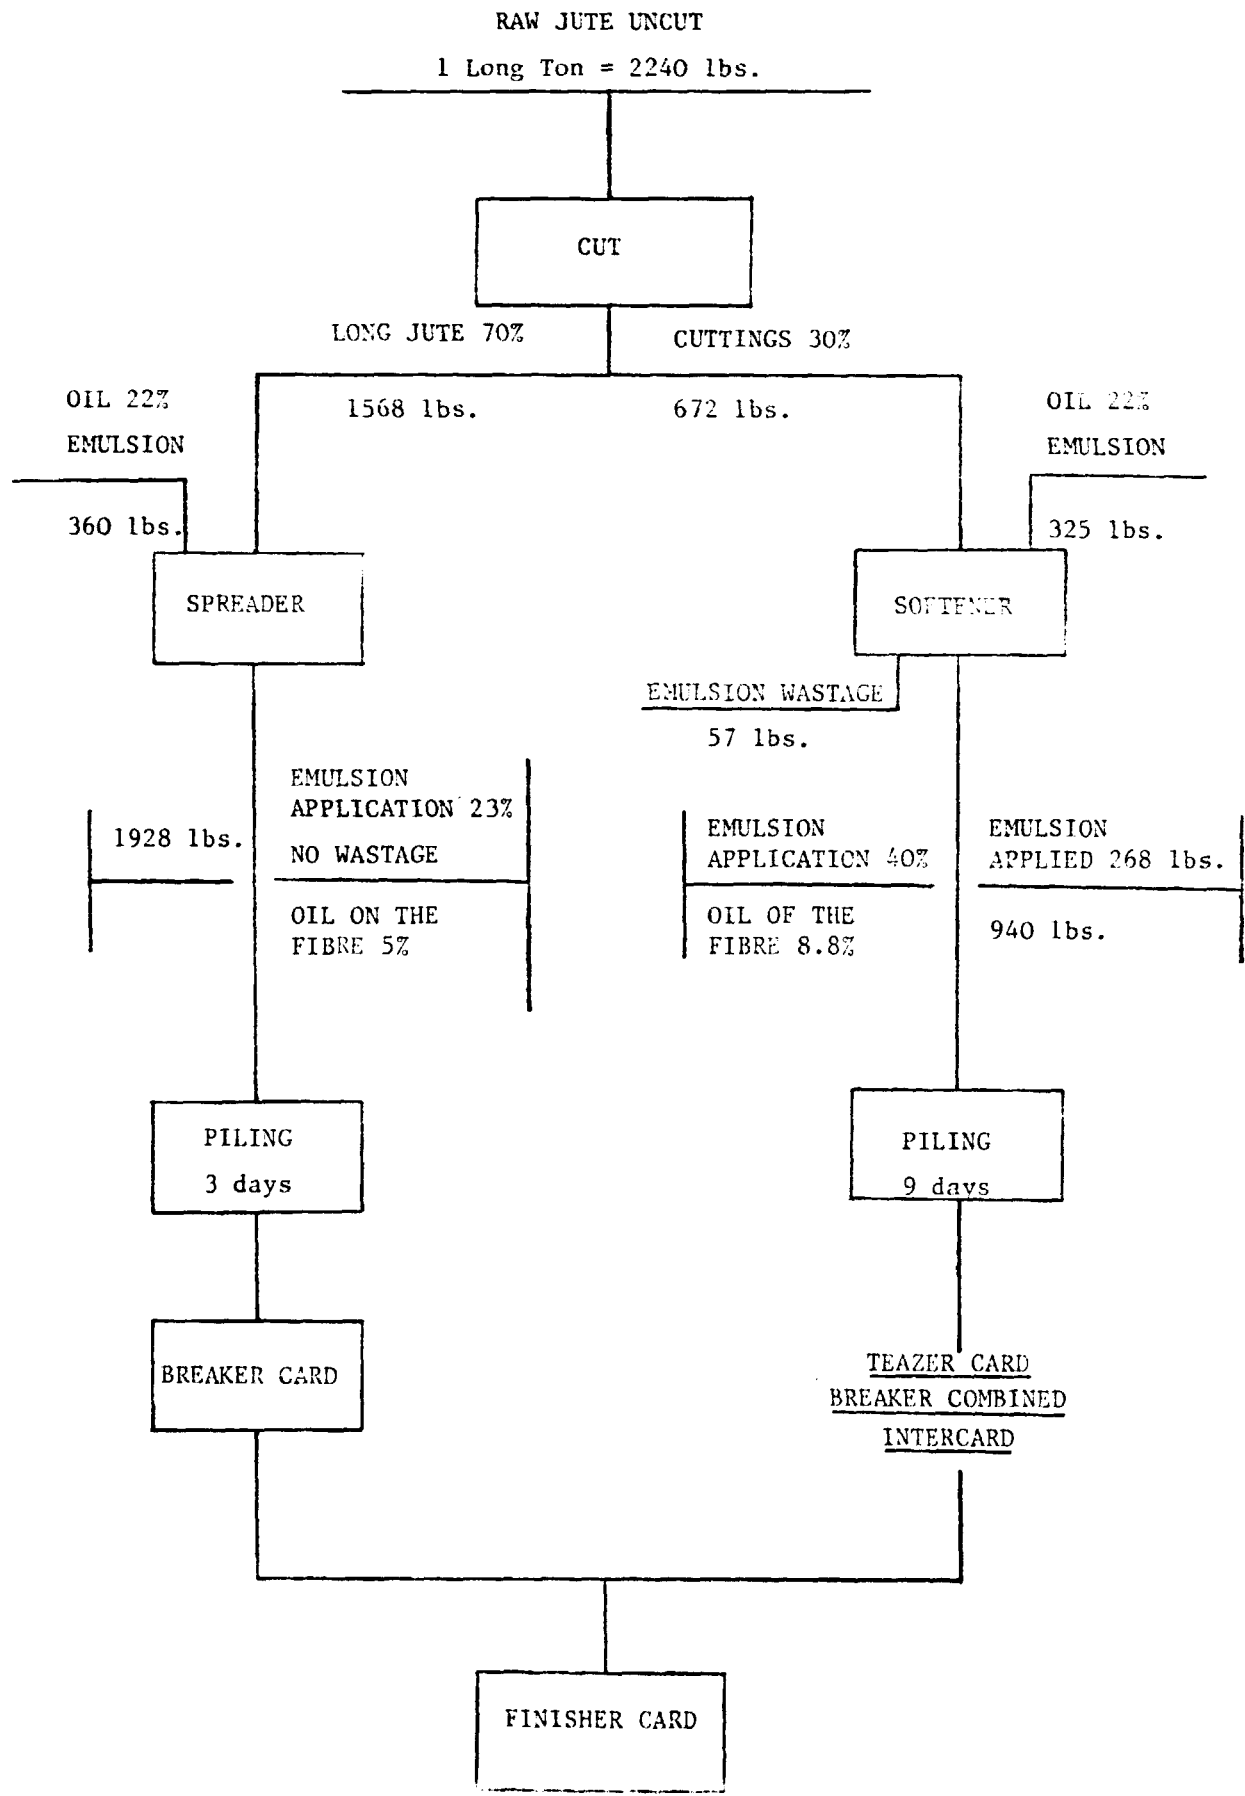 RAW JUTE UNCUT
1 Long Ton = 2240 lbs.
CUT
LONG JUTE 70%
CUTTINGS 30%
1568 lbs.
672 lbs.
OIL 22%
EMULSION
360 lbs.
OIL 22%
EMULSION
325 lbs.
SPREADER
SOFTENER
EMULSION WASTAGE
57 lbs.
1928 lbs.
EMULSION
APPLICATION 23%
NO WASTAGE
OIL ON THE
FIBRE 5%
EMULSION
APPLICATION 40%
OIL OF THE
FIBRE 8.8%
EMULSION
APPLIED 268 lbs.
940 lbs.
PILING
3 days
PILING
9 days
BREAKER CARD
TEAZER CARD
BREAKER COMBINED
INTERCARD
FINISHER CARD